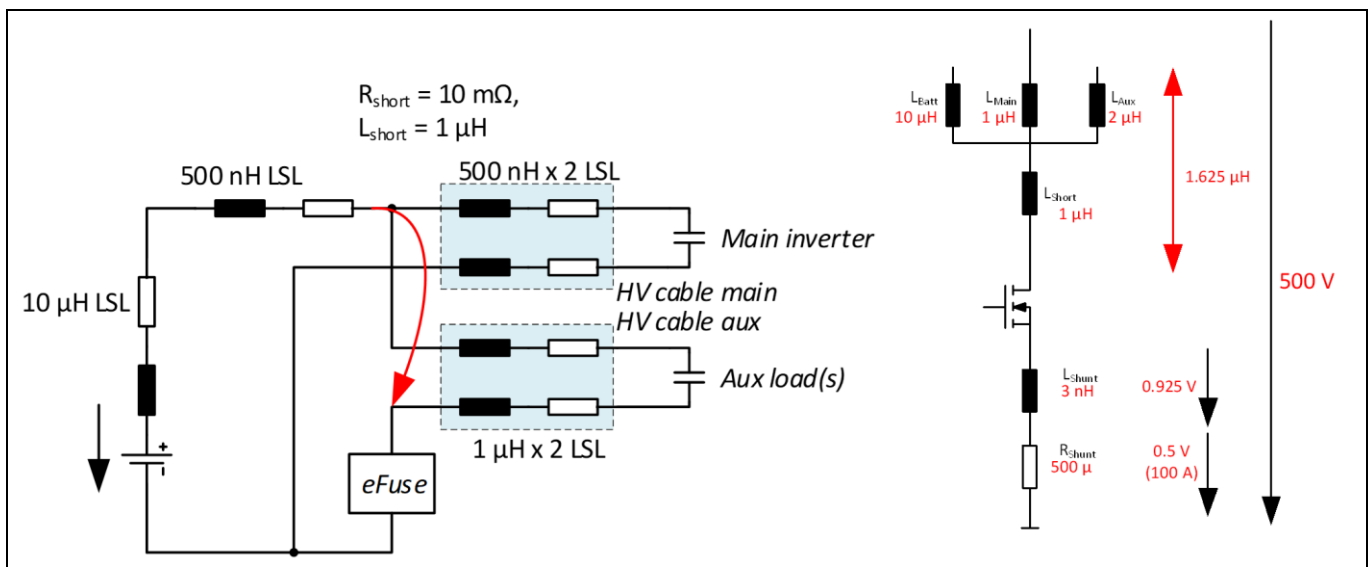 R_short = 10 mΩ,
L_short = 1 µH
500 nH LSL
500 nH x 2 LSL
Main inverter
10 µH LSL
HV cable main
HV cable aux
Aux load(s)
1 µH x 2 LSL
eFuse
+
-
L_Batt
10 µH
L_Main
1 µH
L_Aux
2 µH
1.625 µH
L_Short
1 µH
500 V
L_Shunt
3 nH
0.925 V
R_Shunt
500 µ
0.5 V
(100 A)